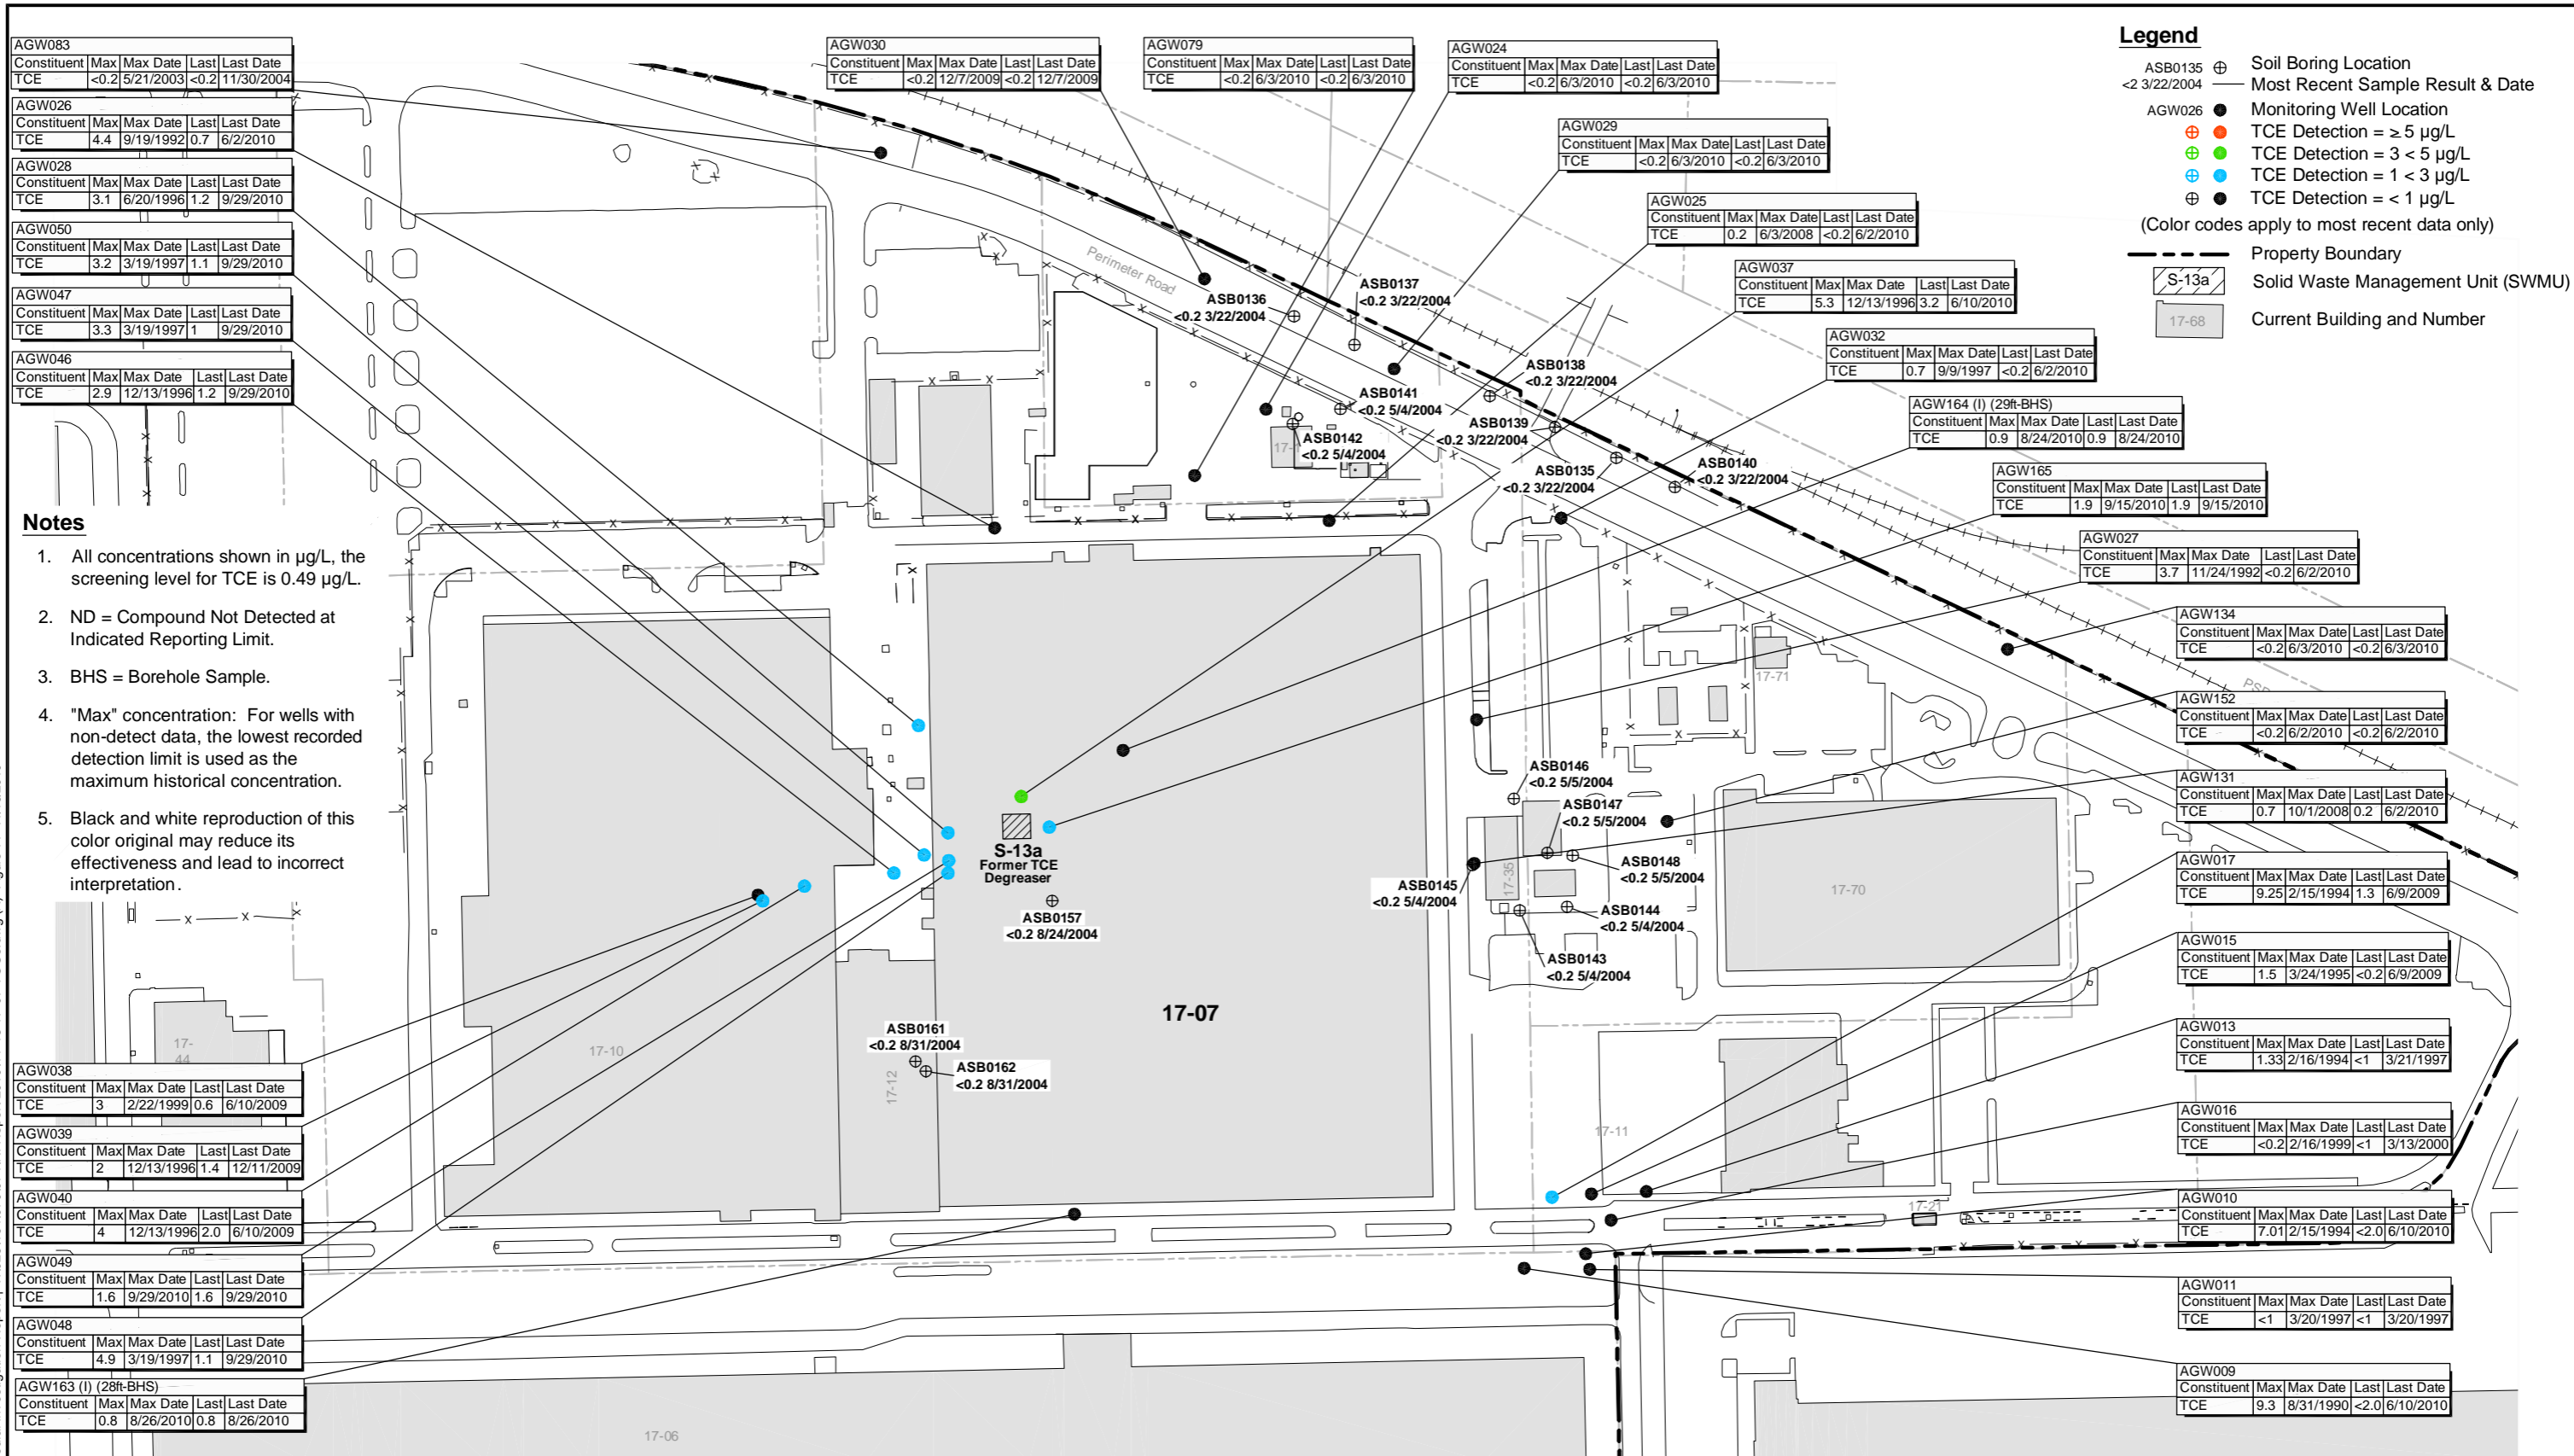 AGW083
Constituent Max Max Date Last Last Date
TCE <0.2 5/21/2003 <0.2 11/30/2004
AGW026
Constituent Max Max Date Last Last Date
TCE 4.4 9/19/1992 0.7 6/2/2010
AGW028
Constituent Max Max Date Last Last Date
TCE 3.1 6/20/1996 1.2 9/29/2010
AGW050
Constituent Max Max Date Last Last Date
TCE 3.2 3/19/1997 1.1 9/29/2010
AGW047
Constituent Max Max Date Last Last Date
TCE 3.3 3/19/1997 1 9/29/2010
AGW046
Constituent Max Max Date Last Last Date
TCE 2.9 12/13/1996 1.2 9/29/2010
AGW030
Constituent Max Max Date Last Last Date
TCE <0.2 12/7/2009 <0.2 12/7/2009
AGW079
Constituent Max Max Date Last Last Date
TCE <0.2 6/3/2010 <0.2 6/3/2010
AGW024
Constituent Max Max Date Last Last Date
TCE <0.2 6/3/2010 <0.2 6/3/2010
AGW029
Constituent Max Max Date Last Last Date
TCE <0.2 6/3/2010 <0.2 6/3/2010
AGW025
Constituent Max Max Date Last Last Date
TCE 0.2 6/3/2008 <0.2 6/2/2010
AGW037
Constituent Max Max Date Last Last Date
TCE 5.3 12/13/1996 3.2 6/10/2010
AGW032
Constituent Max Max Date Last Last Date
TCE 0.7 9/9/1997 <0.2 6/2/2010
AGW164 (I) (29ft-BHS)
Constituent Max Max Date Last Last Date
TCE 0.9 8/24/2010 0.9 8/24/2010
AGW165
Constituent Max Max Date Last Last Date
TCE 1.9 9/15/2010 1.9 9/15/2010
AGW027
Constituent Max Max Date Last Last Date
TCE 3.7 11/24/1992 <0.2 6/2/2010
AGW134
Constituent Max Max Date Last Last Date
TCE <0.2 6/3/2010 <0.2 6/3/2010
AGW152
Constituent Max Max Date Last Last Date
TCE <0.2 6/2/2010 <0.2 6/2/2010
AGW131
Constituent Max Max Date Last Last Date
TCE 0.7 10/1/2008 0.2 6/2/2010
AGW017
Constituent Max Max Date Last Last Date
TCE 9.25 2/15/1994 1.3 6/9/2009
AGW015
Constituent Max Max Date Last Last Date
TCE 1.5 3/24/1995 <0.2 6/9/2009
AGW013
Constituent Max Max Date Last Last Date
TCE 1.33 2/16/1994 <1 3/21/1997
AGW016
Constituent Max Max Date Last Last Date
TCE <0.2 2/16/1999 <1 3/13/2000
AGW010
Constituent Max Max Date Last Last Date
TCE 7.01 2/15/1994 <2.0 6/10/2010
AGW011
Constituent Max Max Date Last Last Date
TCE <1 3/20/1997 <1 3/20/1997
AGW009
Constituent Max Max Date Last Last Date
TCE 9.3 8/31/1990 <2.0 6/10/2010
Legend
ASB0135 Soil Boring Location
<2 3/22/2004 Most Recent Sample Result & Date
AGW026 Monitoring Well Location
TCE Detection = ≥ 5 µg/L
TCE Detection = 3 < 5 µg/L
TCE Detection = 1 < 3 µg/L
TCE Detection = < 1 µg/L
(Color codes apply to most recent data only)
Property Boundary
S-13a Solid Waste Management Unit (SWMU)
17-68 Current Building and Number
Notes
1. All concentrations shown in µg/L, the
screening level for TCE is 0.49 µg/L.
2. ND = Compound Not Detected at
Indicated Reporting Limit.
3. BHS = Borehole Sample.
4. "Max" concentration: For wells with
non-detect data, the lowest recorded
detection limit is used as the
maximum historical concentration.
5. Black and white reproduction of this
color original may reduce its
effectiveness and lead to incorrect
interpretation.
Perimeter Road
ASB0136
<0.2 3/22/2004
ASB0137
<0.2 3/22/2004
ASB0138
<0.2 3/22/2004
ASB0141
<0.2 5/4/2004
ASB0139
<0.2 3/22/2004
ASB0142
<0.2 5/4/2004
ASB0135
<0.2 3/22/2004
ASB0140
<0.2 3/22/2004
17-71
ASB0146
<0.2 5/5/2004
ASB0147
<0.2 5/5/2004
ASB0148
<0.2 5/5/2004
ASB0145
<0.2 5/4/2004
17-35
ASB0144
<0.2 5/4/2004
ASB0143
<0.2 5/4/2004
17-70
S-13a
Former TCE
Degreaser
ASB0157
<0.2 8/24/2004
17-07
ASB0161
<0.2 8/31/2004
ASB0162
<0.2 8/31/2004
17-10
17-12
17-44
17-11
17-21
17-06
AGW038
Constituent Max Max Date Last Last Date
TCE 3 2/22/1999 0.6 6/10/2009
AGW039
Constituent Max Max Date Last Last Date
TCE 2 12/13/1996 1.4 12/11/2009
AGW040
Constituent Max Max Date Last Last Date
TCE 4 12/13/1996 2.0 6/10/2009
AGW049
Constituent Max Max Date Last Last Date
TCE 1.6 9/29/2010 1.6 9/29/2010
AGW048
Constituent Max Max Date Last Last Date
TCE 4.9 3/19/1997 1.1 9/29/2010
AGW163 (I) (28ft-BHS)
Constituent Max Max Date Last Last Date
TCE 0.8 8/26/2010 0.8 8/26/2010